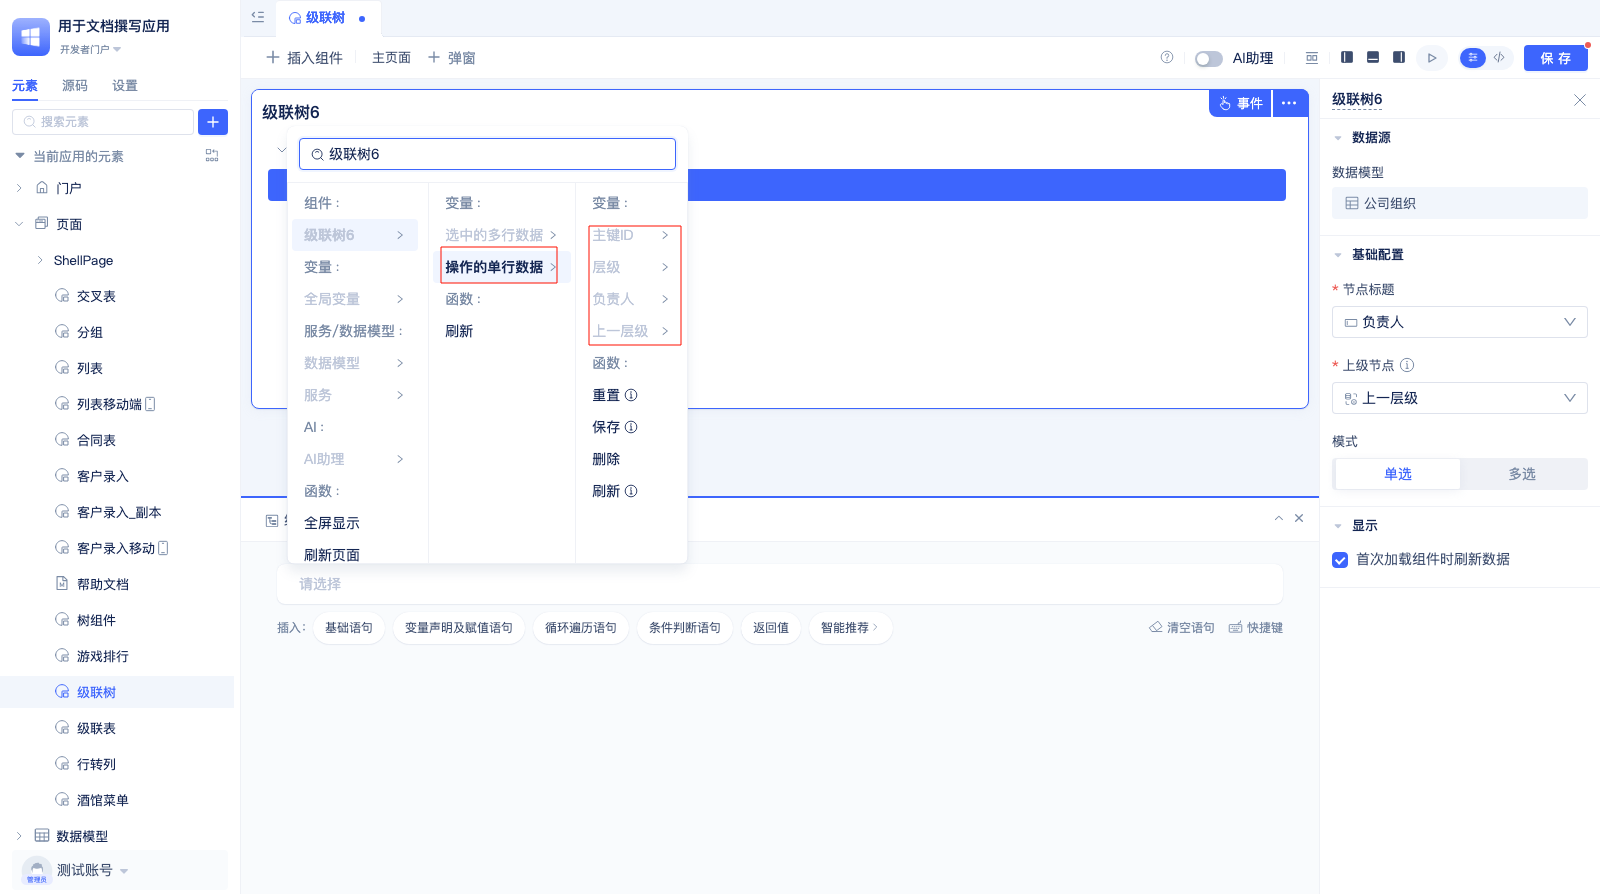 用于文档撰写应用
开发者门户
元素
源码
设置
搜索元素
当前应用的元素
门户
页面
ShellPage
交叉表
分组
列表
列表移动端
合同表
客户录入
客户录入_副本
客户录入移动
帮助文档
树组件
游戏排行
级联树
级联表
行转列
酒馆菜单
数据模型
测试账号
管理员
级联树
插入组件
主页面
弹窗
AI助理
保 存
级联树6
事件
级联树6
组件 :
级联树6
变量 :
全局变量
服务/数据模型 :
数据模型
服务
AI :
AI助理
函数 :
全屏显示
刷新页面
变量 :
选中的多行数据
操作的单行数据
函数 :
刷新
变量 :
主键ID
层级
负责人
上一层级
函数 :
重置
保存
删除
刷新
请选择
插入:
基础语句
变量声明及赋值语句
循环遍历语句
条件判断语句
返回值
智能推荐
清空语句
快捷键
级联树6
数据源
数据模型
公司组织
基础配置
* 节点标题
负责人
* 上级节点
上一层级
模式
单选
多选
显示
首次加载组件时刷新数据